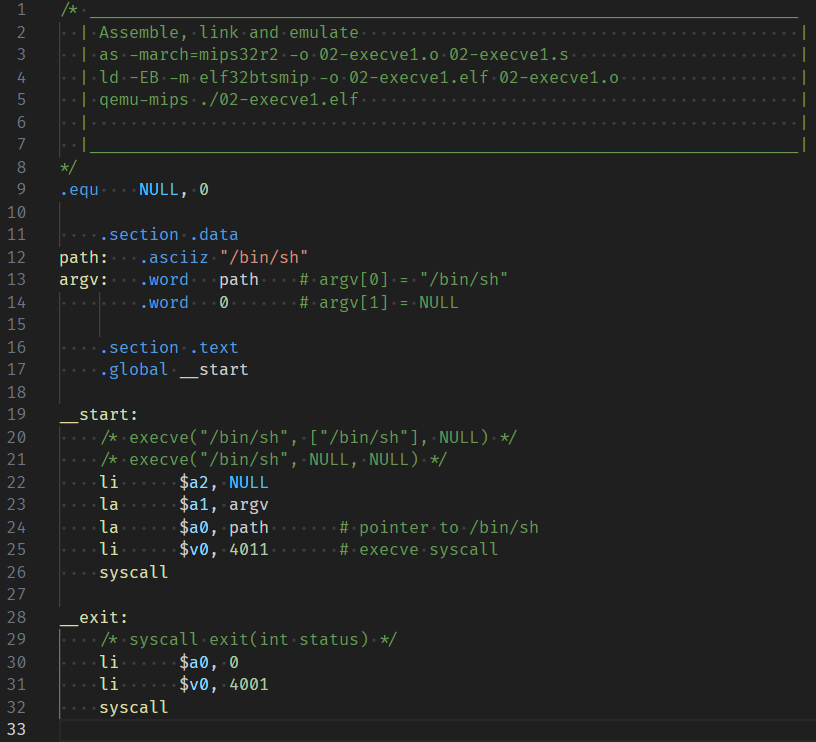 1 /* _______________________________________________________________________
2   | Assemble, link and emulate                                            |
3   | as -march=mips32r2 -o 02-execve1.o 02-execve1.s                       |
4   | ld -EB -m elf32btsmip -o 02-execve1.elf 02-execve1.o                  |
5   | qemu-mips ./02-execve1.elf                                            |
6   |                                                                       |
7   |_______________________________________________________________________|
8 */
9 .equ    NULL, 0
10
11     .section .data
12 path:   .asciiz "/bin/sh"
13 argv:   .word   path    # argv[0] = "/bin/sh"
14         .word   0       # argv[1] = NULL
15
16     .section .text
17     .global __start
18
19 __start:
20     /* execve("/bin/sh", ["/bin/sh"], NULL) */
21     /* execve("/bin/sh", NULL, NULL) */
22     li      $a2, NULL
23     la      $a1, argv
24     la      $a0, path       # pointer to /bin/sh
25     li      $v0, 4011       # execve syscall
26     syscall
27
28 __exit:
29     /* syscall exit(int status) */
30     li      $a0, 0
31     li      $v0, 4001
32     syscall
33